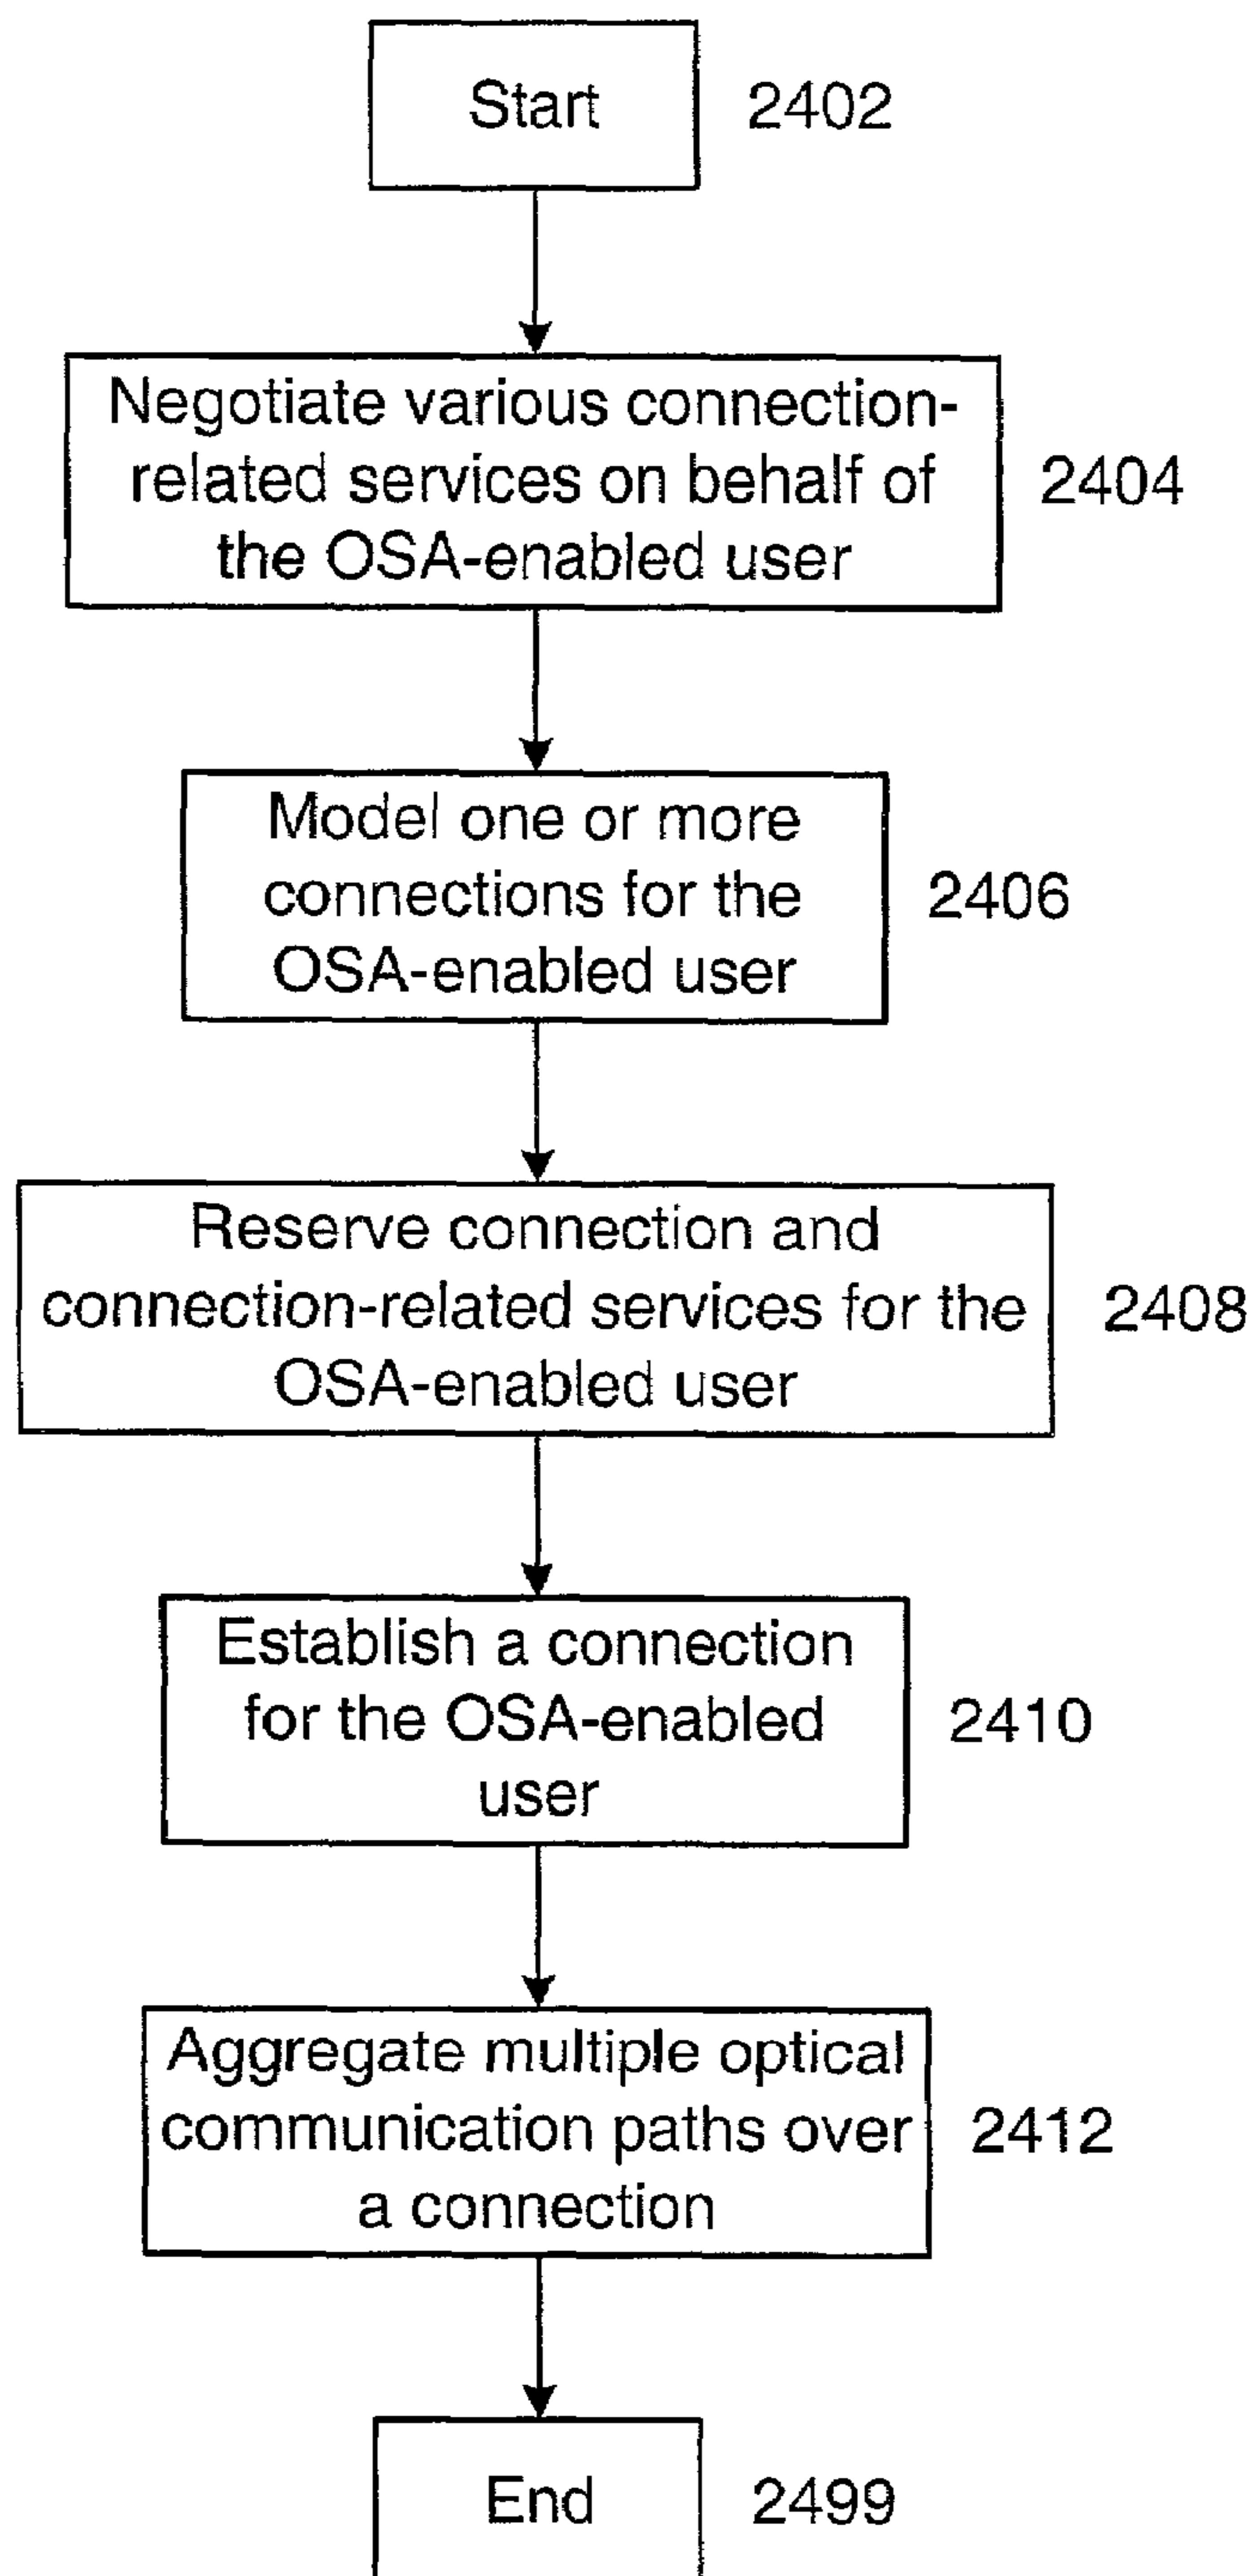 Start 2402
Negotiate various connection-
related services on behalf of 2404
the OSA-enabled user
Model one or more
connections for the 2406
OSA-enabled user
Reserve connection and
connection-related services for the 2408
OSA-enabled user
Establish a connection
for the OSA-enabled 2410
user
Aggregate multiple optical
communication paths over 2412
a connection
End 2499